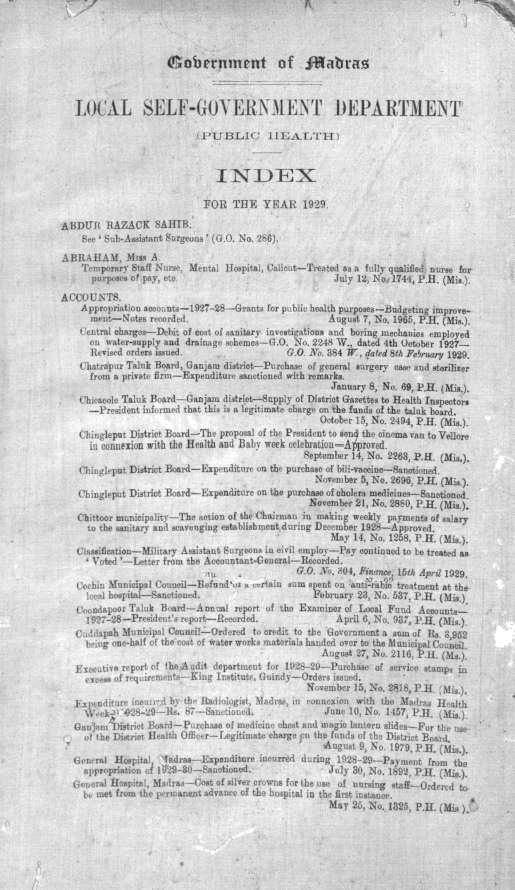 Government of Madras
LOCAL SELF-GOVERNMENT DEPARTMENT
(PUBLIC HEALTH)
INDEX
FOR THE YEAR 1929.
ABDUR RAZACK SAHIB.
See ‘ Sub-Assistant Surgeons ’ (G.O. No. 286).
ABRAHAM, Miss A.
Temporary Staff Nurse, Mental Hospital, Calicut—Treated as a fully qualified nurse for
purposes of pay, etc. July 12, No. 1744, P.H. (Mis.).
ACCOUNTS.
Appropriation accounts—1927-28—Grants for public health purposes—Budgeting improve-
ment—Notes recorded. August 7, No. 1965, P.H. (Mis.).
Central charges—Debit of cost of sanitary investigations and boring mechanics employed
on water-supply and drainage schemes—G.O. No. 2248 W., dated 4th October 1927—
Revised orders issued. G.O. No. 384 W., dated 8th February 1929.
Chatrapur Taluk Board, Ganjam district—Purchase of general surgery case and sterilizer
from a private firm—Expenditure sanctioned with remarks.
January 8, No. 69, P.H. (Mis.).
Chicacole Taluk Board—Ganjam district—Supply of District Gazettes to Health Inspectors
—President informed that this is a legitimate charge on the funds of the taluk board.
October 15, No. 2494, P.H. (Mis.).
Chingleput District Board—The proposal of the President to send the cinema van to Vellore
in connexion with the Health and Baby week celebration—Approved.
September 14, No. 2263, P.H. (Mis.).
Chingleput District Board—Expenditure on the purchase of bili-vaccine—Sanctioned.
November 5, No. 2696, P.H. (Mis.).
Chingleput District Board—Expenditure on the purchase of cholera medicines—Sanctioned.
November 21, No. 2880, P.H. (Mis.).
Chittoor municipality—The action of the Chairman in making weekly payments of salary
to the sanitary and scavenging establishment during December 1928—Approved.
May 14, No. 1258, P.H. (Mis.).
Classification—Military Assistant Surgeons in civil employ—Pay continued to be treated as
‘ Voted ’—Letter from the Accountant-General—Recorded.
G.O. No. 304, Finance, 15th April 1929.
Cochin Municipal Council—Refund of a certain sum spent on anti-rabic treatment at the
local hospital—Sanctioned. February 23, No. 537, P.H. (Mis.).
Coondapoor Taluk Board—Annual report of the Examiner of Local Fund Accounts—
1927-28—President's report—Recorded. April 6, No. 937, P.H. (Mis.).
Cuddapah Municipal Council—Ordered to credit to the Government a sum of Rs. 3,952
being one-half of the cost of water works materials handed over to the Municipal Council.
August 27, No. 2116, P.H. (Ms.).
Executive report of the Audit department for 1928-29—Purchase of service stamps in
excess of requirements—King Institute, Guindy—Orders issued.
November 15, No. 2818, P.H. (Mis.).
Expenditure incurred by the Radiologist, Madras, in connexion with the Madras Health
Week 1928-29—Rs. 87—Sanctioned. June 10, No. 1457, P.H. (Mis.).
Ganjam District Board—Purchase of medicine chest and magic lantern slides—For the use
of the District Health Officer—Legitimate charge on the funds of the District Board.
August 9, No. 1979, P.H. (Mis.).
General Hospital, Madras—Expenditure incurred during 1928-29—Payment from the
appropriation of 1929-30—Sanctioned. July 30, No. 1892, P.H. (Mis.).
General Hospital, Madras—Cost of silver crowns for the use of nursing staff—Ordered to
be met from the permanent advance of the hospital in the first instance.
May 25, No. 1325, P.H. (Mis.).